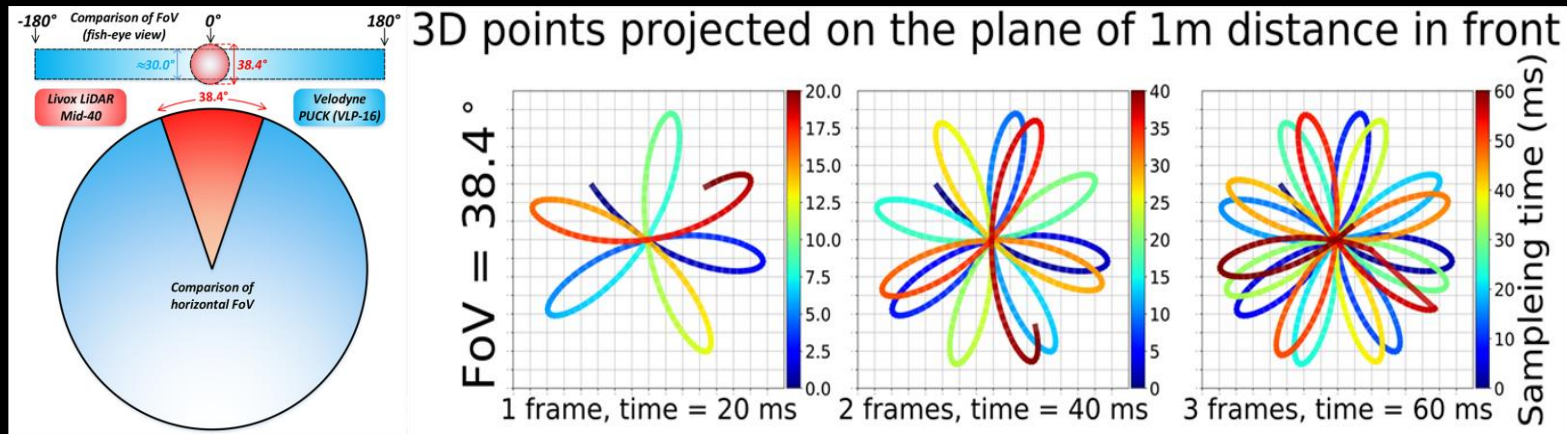 -180°
Comparison of FoV
(fish-eye view)
0°
180°
≈30.0°
38.4°
Livox LiDAR
Mid-40
38.4°
Velodyne
PUCK (VLP-16)
Comparison of
horizontal FoV
3D points projected on the plane of 1m distance in front
FoV = 38.4°
20.0
17.5
15.0
12.5
10.0
7.5
5.0
2.5
0.0
1 frame, time = 20 ms
40
35
30
25
20
15
10
5
0
2 frames, time = 40 ms
60
50
40
30
20
10
0
3 frames, time = 60 ms
Sampleing time (ms)